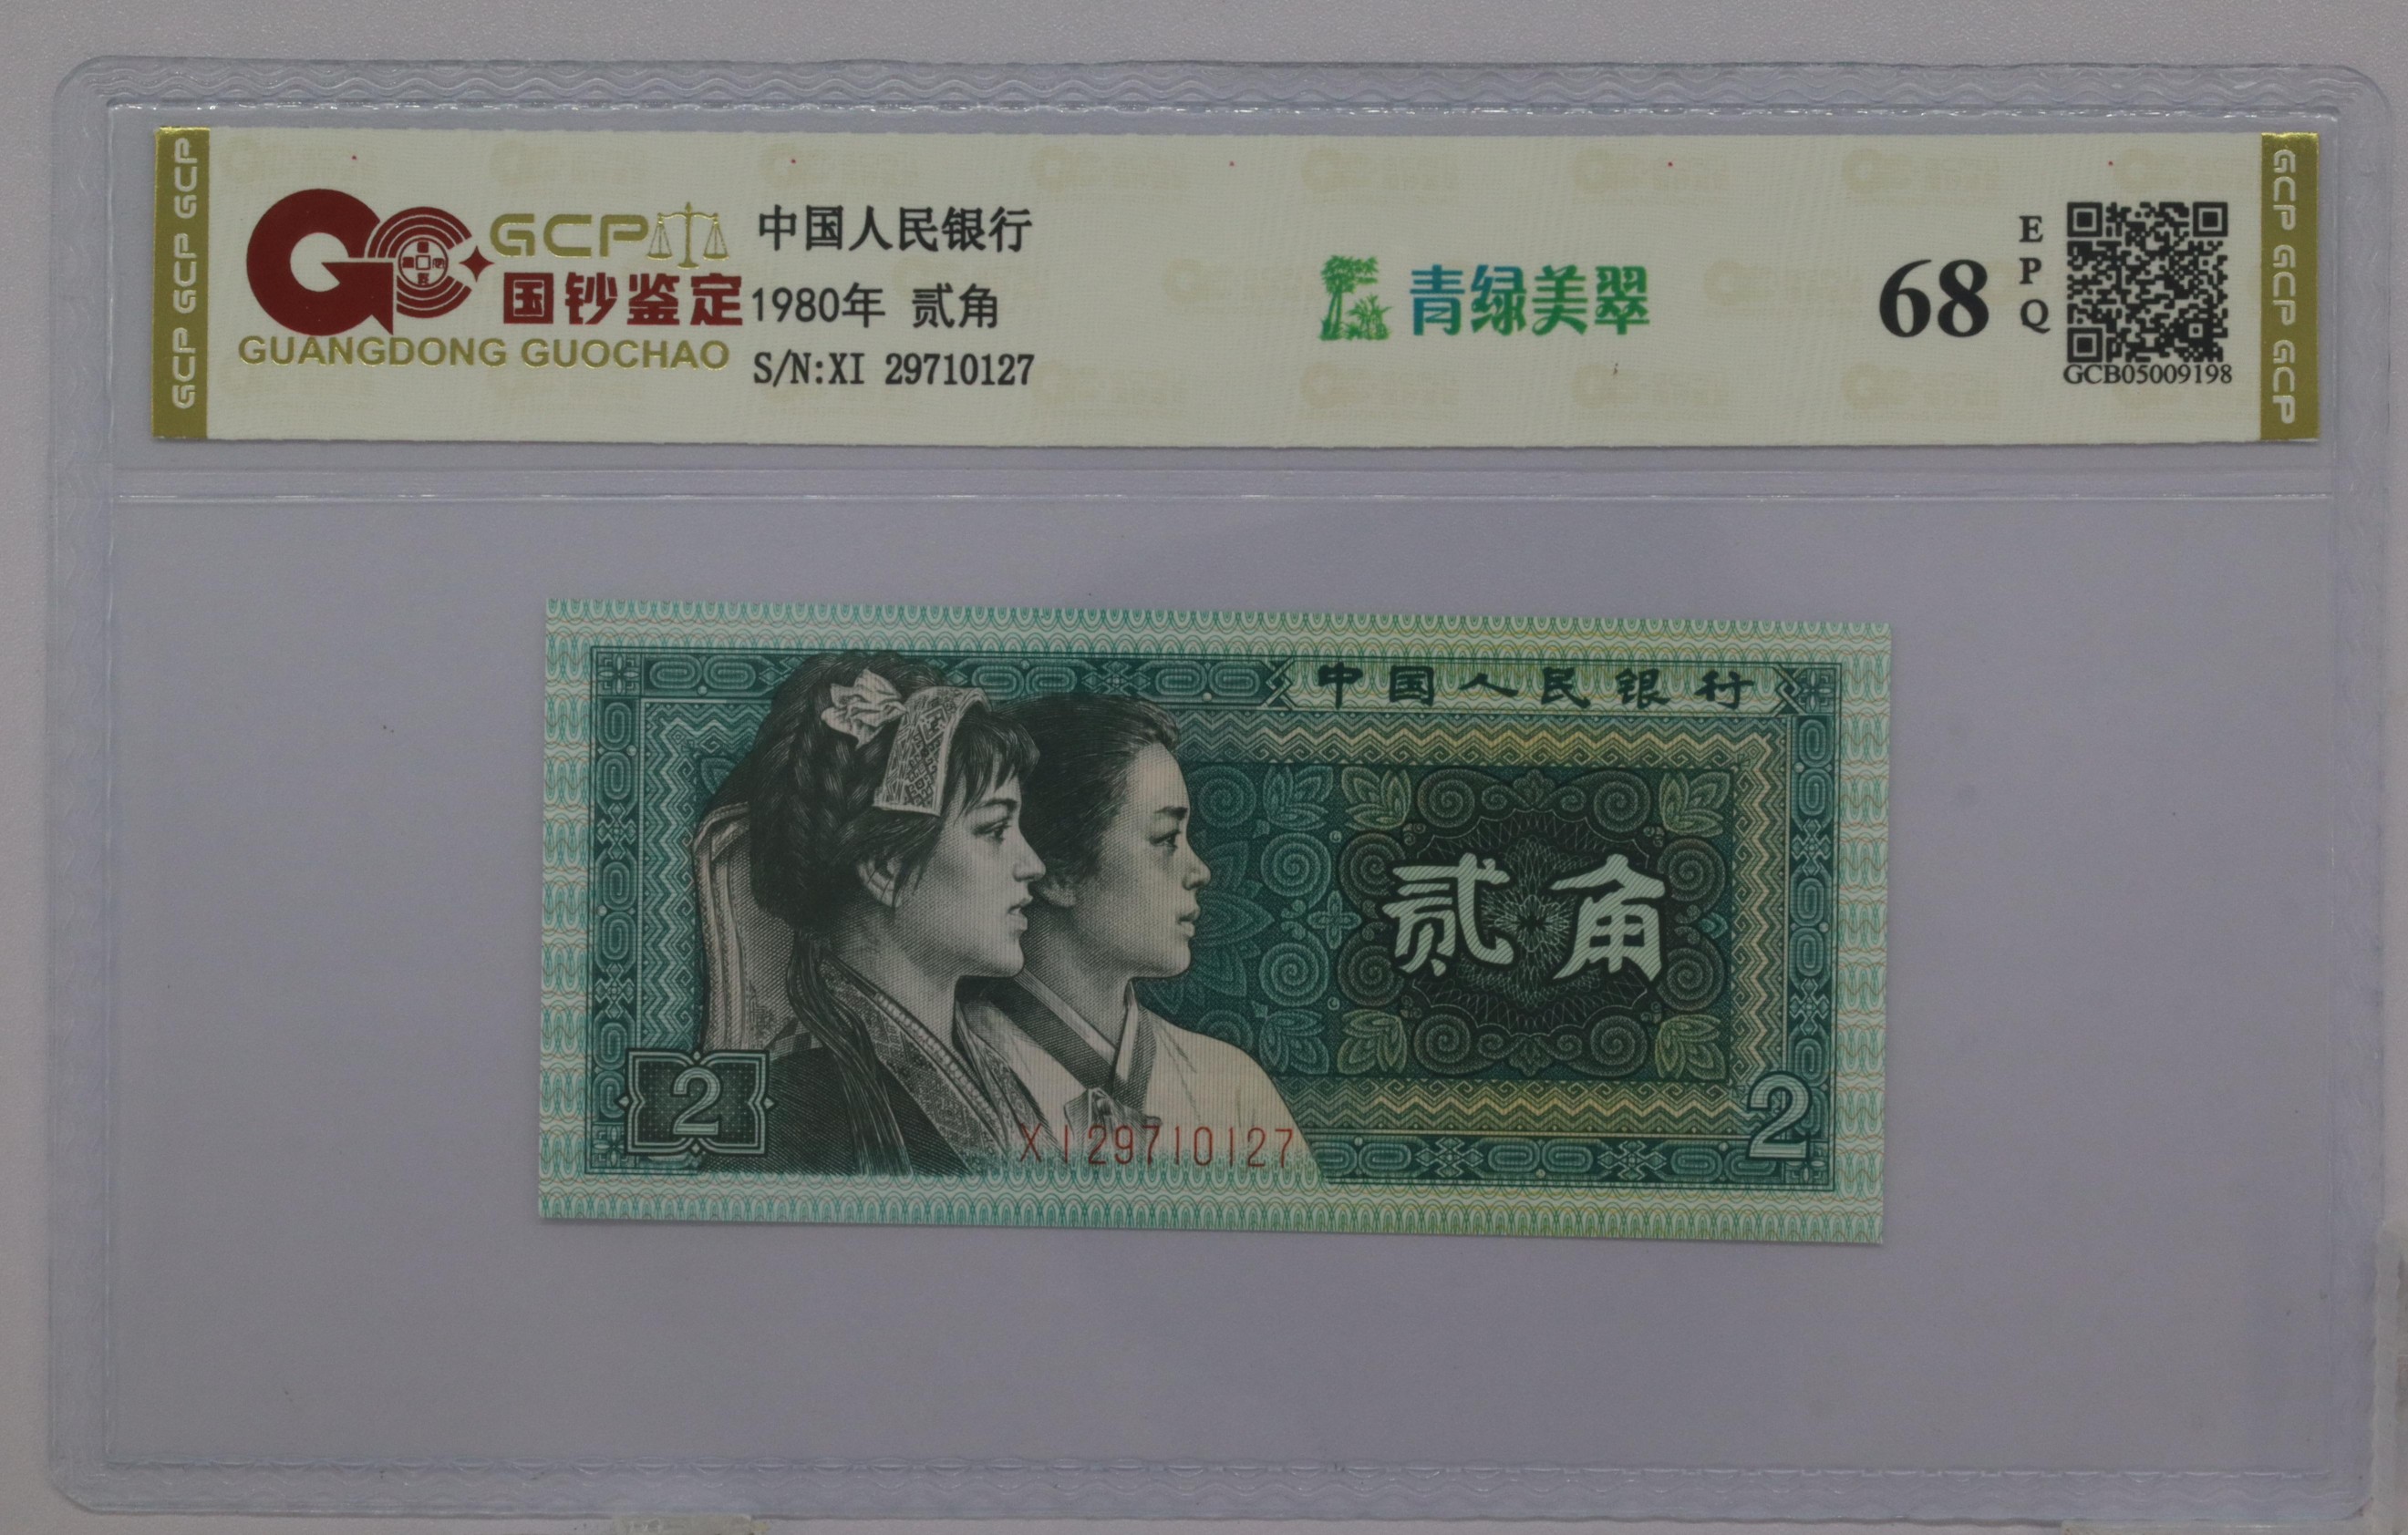 GCP GCP GCP
GCP
国钞鉴定
GUANGDONG GUOCHAO
中国人民银行
1980年 贰角
S/N:XI 29710127
青绿美翠
68
EPQ
GCB05009198
GCP GCP GCP
中国人民银行
贰角
2
XI29710127
2